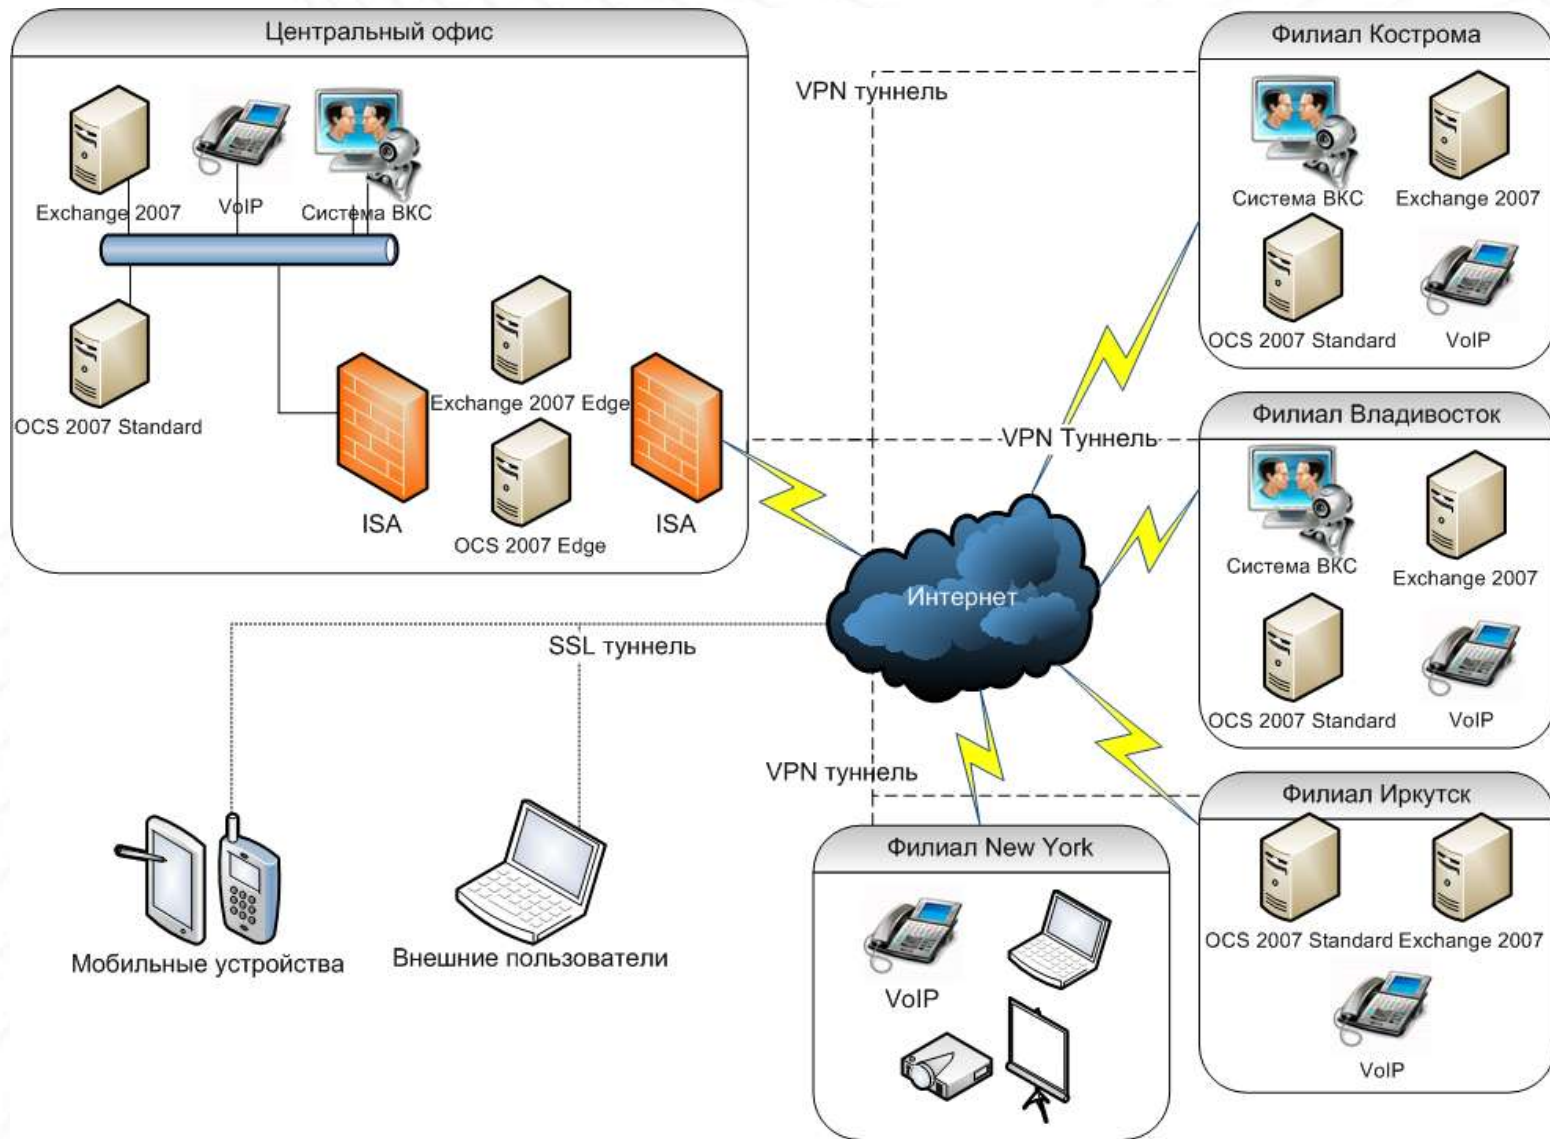 Центральный офис
Exchange 2007
VoIP
Система ВКС
OCS 2007 Standard
Exchange 2007 Edge
ISA
ISA
OCS 2007 Edge
VPN туннель
Филиал Кострома
Система ВКС
Exchange 2007
OCS 2007 Standard
VoIP
VPN Туннель
Филиал Владивосток
Система ВКС
Exchange 2007
OCS 2007 Standard
VoIP
Интернет
SSL туннель
VPN туннель
Филиал Иркутск
OCS 2007 Standard
Exchange 2007
VoIP
Филиал New York
VoIP
Мобильные устройства
Внешние пользователи